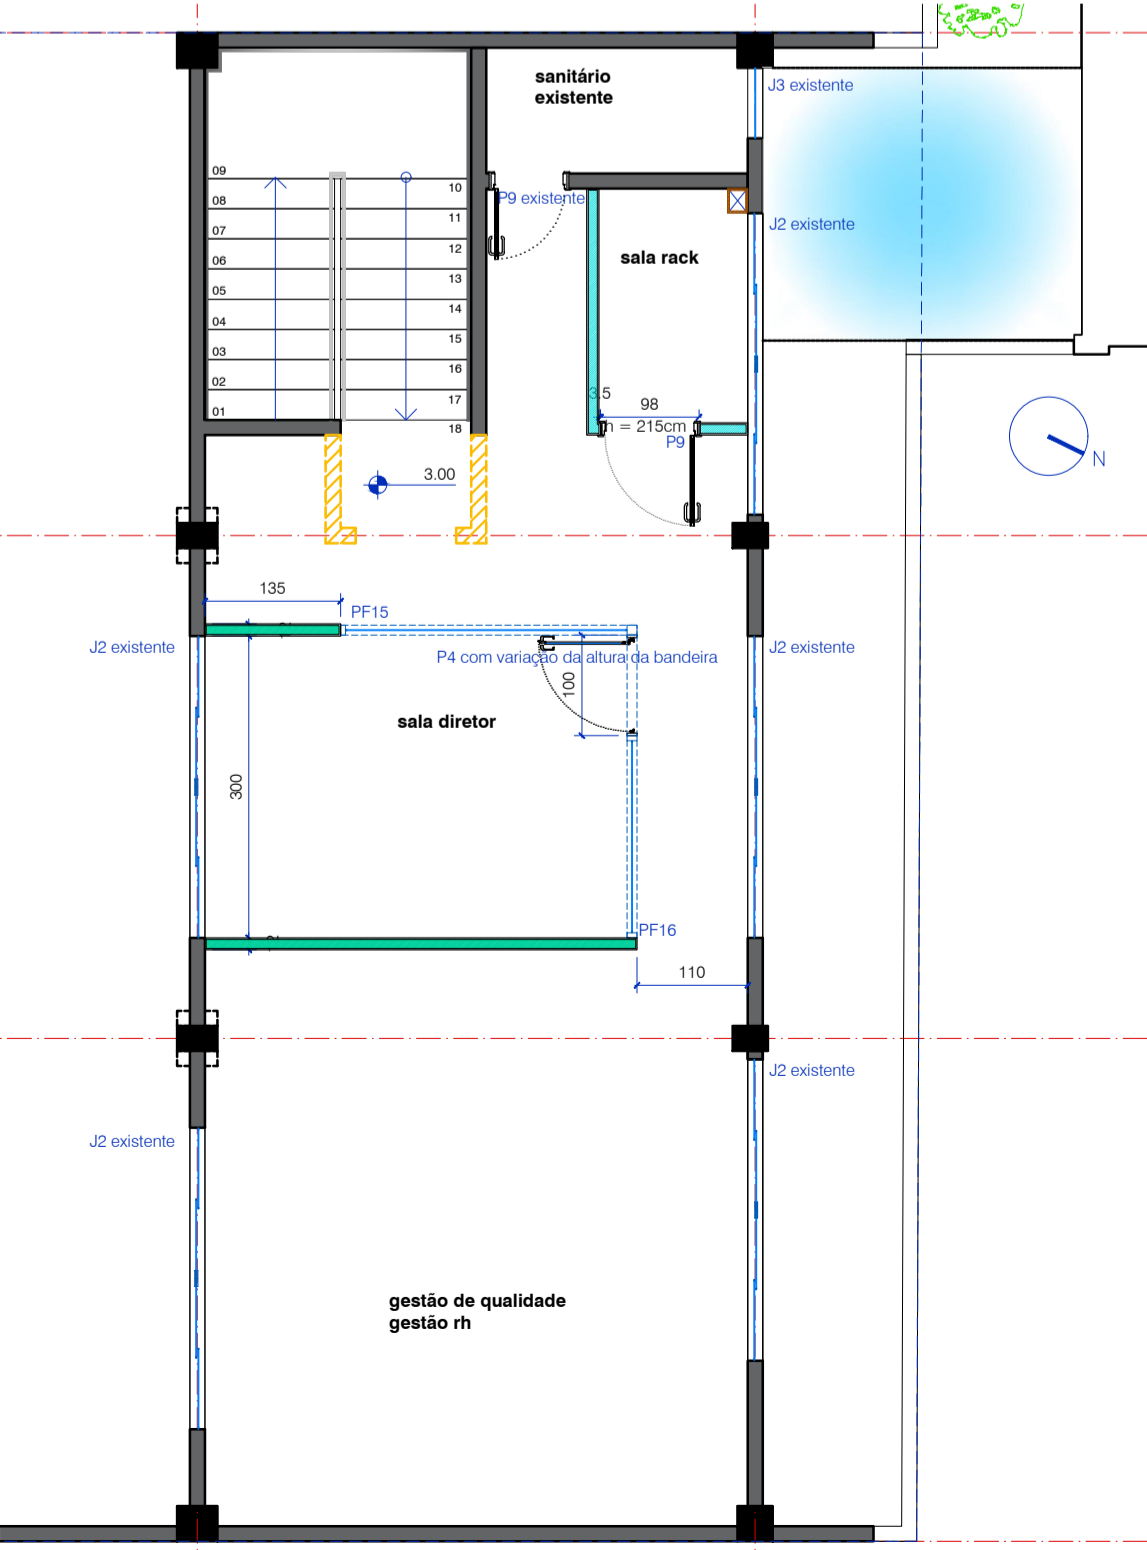 sanitário
existente
J3 existente
09
10
P9 existente
08
11
J2 existente
07
12
sala rack
06
13
05
14
04
15
03
16
02
17
01
18
98
h = 215cm
P9
N
3.00
135
PF15
J2 existente
J2 existente
P4 com variação da altura da bandeira
100
sala diretor
300
PF16
110
J2 existente
J2 existente
gestão de qualidade
gestão rh